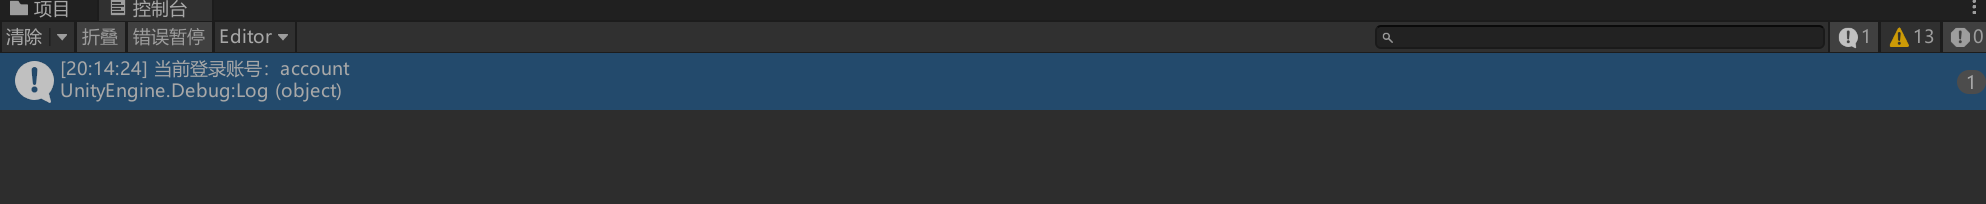 项目 控制台
清除 折叠 错误暂停 Editor 1 13 0
[20:14:24] 当前登录账号：account
UnityEngine.Debug:Log (object) 1